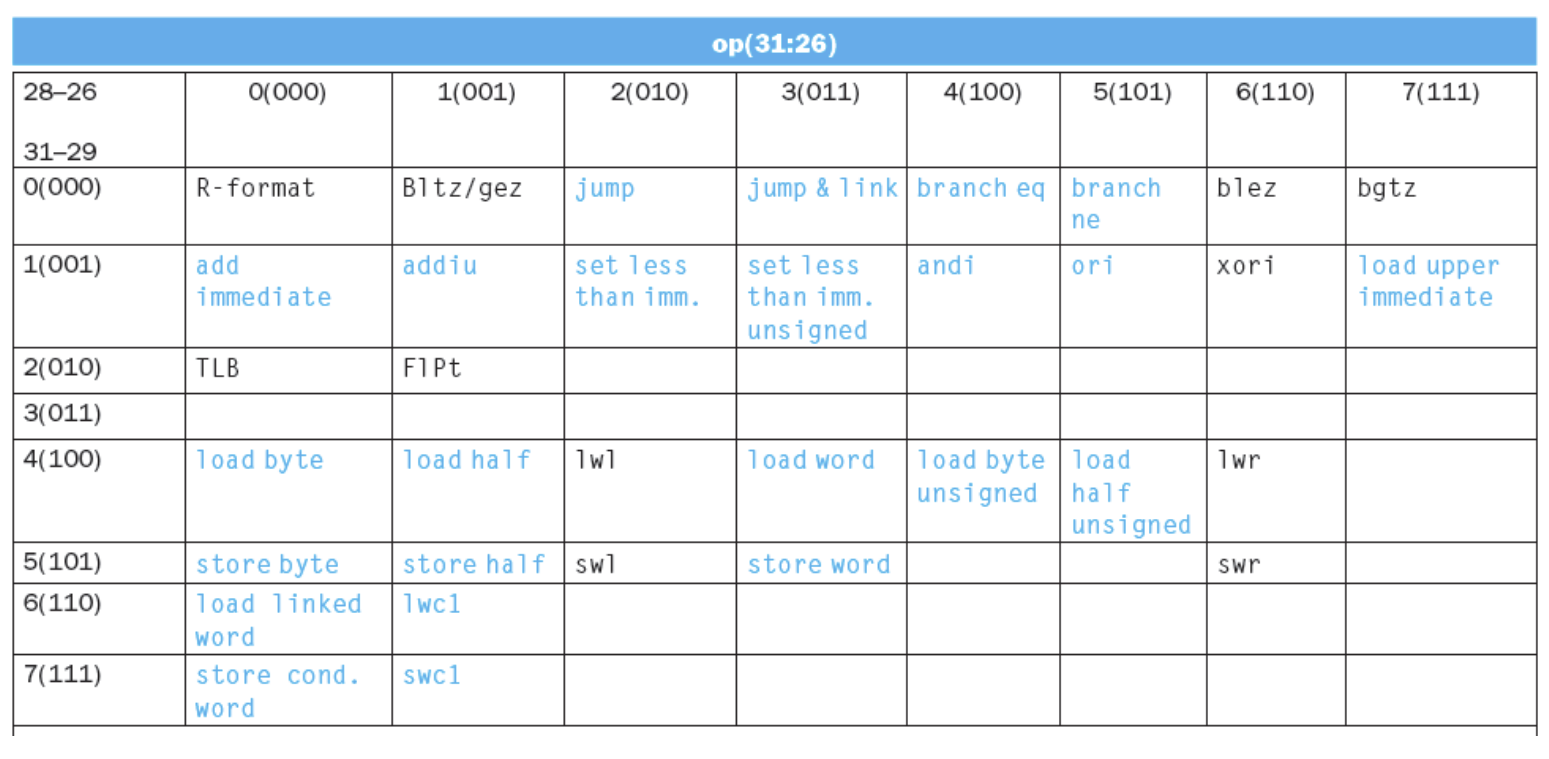 op(31:26)
28–26 0(000) 1(001) 2(010) 3(011) 4(100) 5(101) 6(110) 7(111)
31–29
0(000) R-format Bltz/gez jump jump & link branch eq branch blez bgtz
ne
1(001) add addiu set less set less andi ori xori load upper
immediate than imm. than imm. immediate
unsigned
2(010) TLB FlPt
3(011)
4(100) load byte load half lwl load word load byte load lwr
unsigned half
unsigned
5(101) store byte store half swl store word swr
6(110) load linked lwc1
word
7(111) store cond. swc1
word